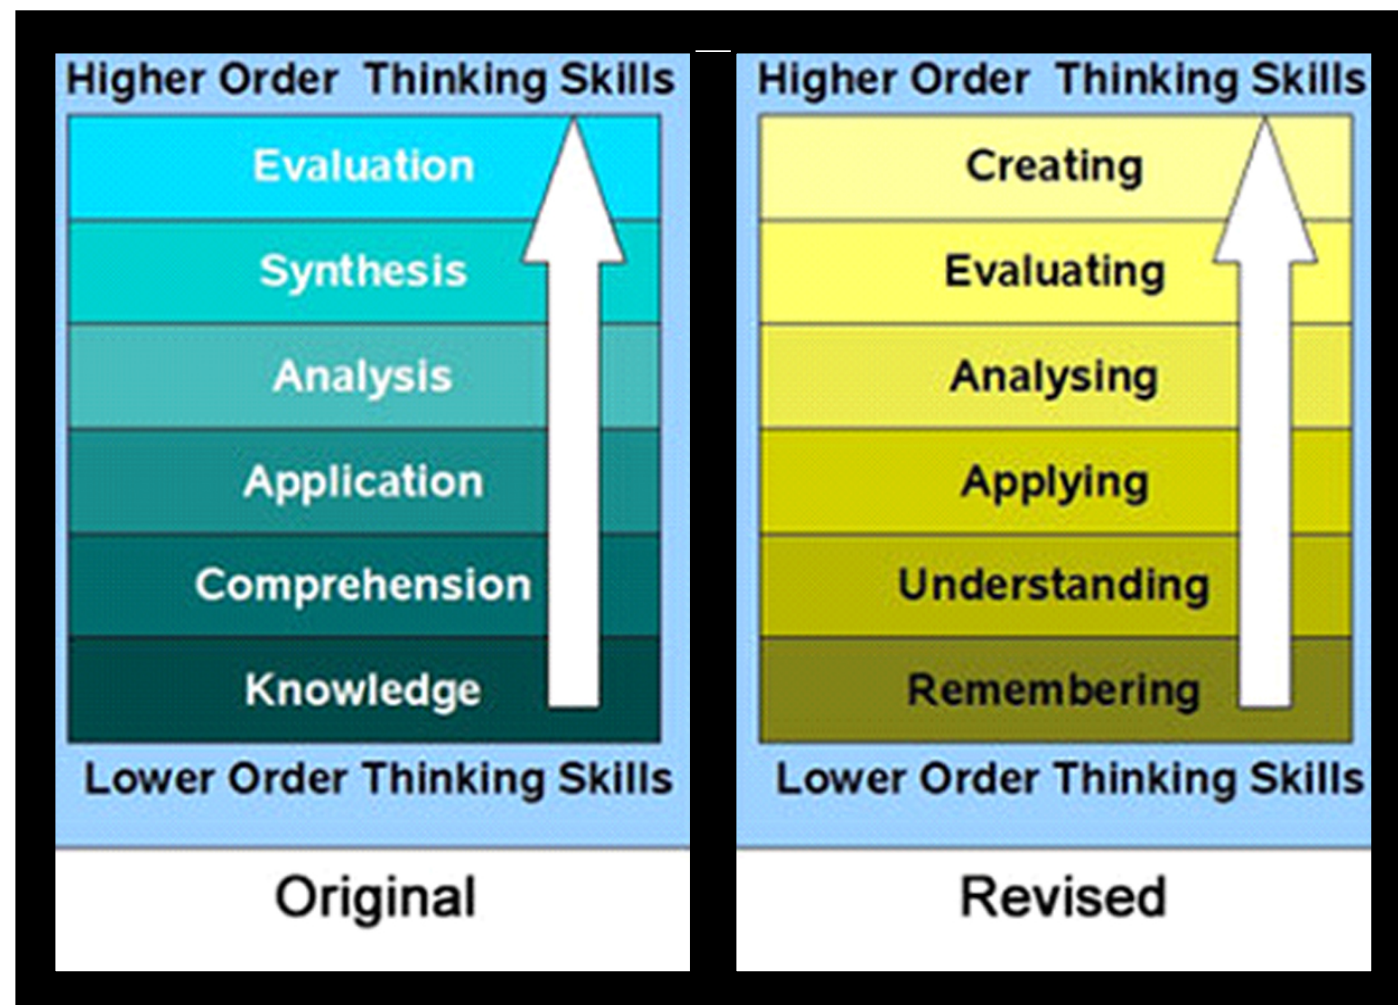 Higher Order Thinking Skills
Evaluation
Synthesis
Analysis
Application
Comprehension
Knowledge
Lower Order Thinking Skills
Original
Higher Order Thinking Skills
Creating
Evaluating
Analysing
Applying
Understanding
Remembering
Lower Order Thinking Skills
Revised